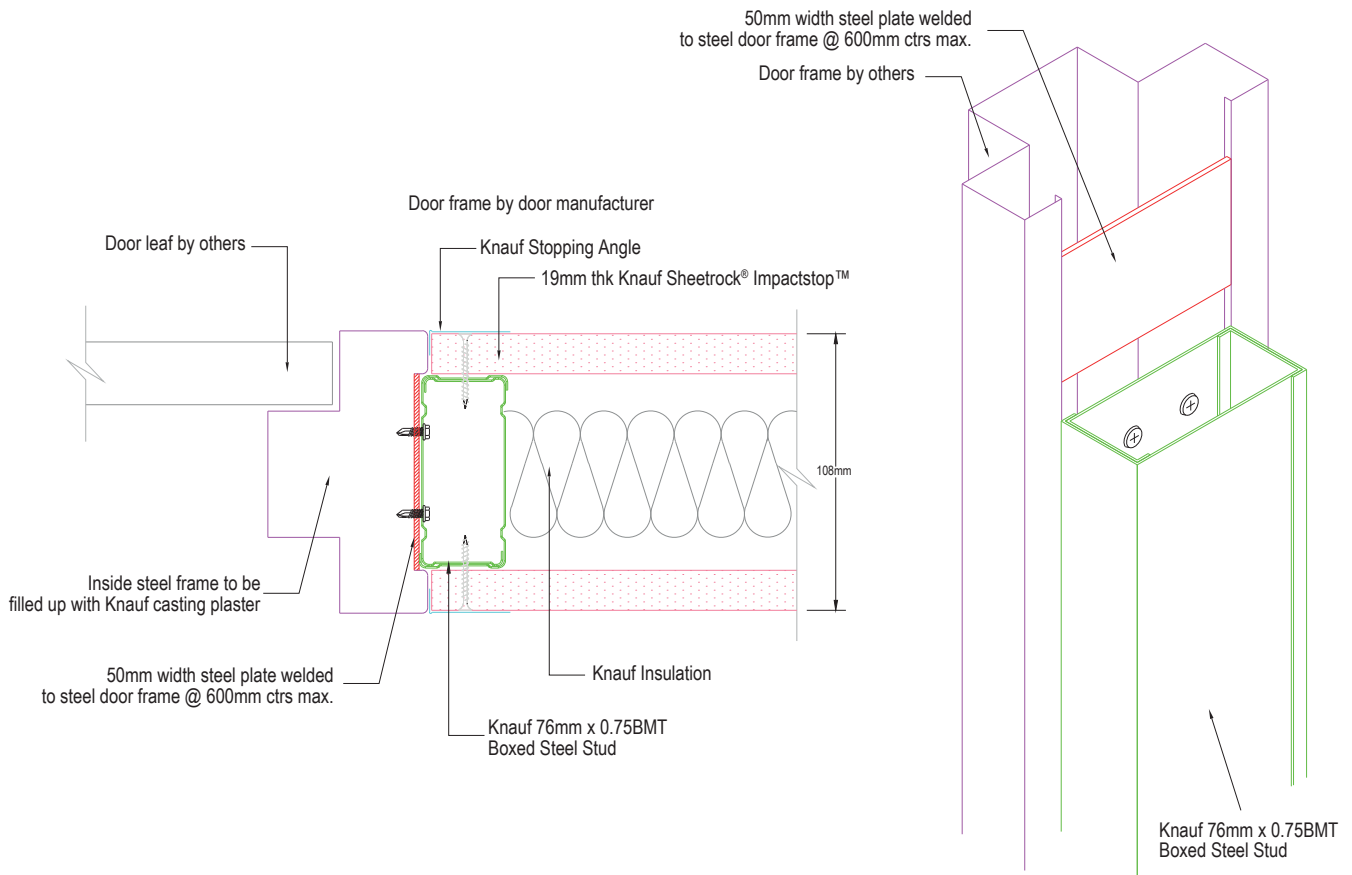 50mm width steel plate welded
to steel door frame @ 600mm ctrs max.
Door frame by others
Door frame by door manufacturer
Door leaf by others
Knauf Stopping Angle
19mm thk Knauf Sheetrock® Impactstop™
108mm
Inside steel frame to be
filled up with Knauf casting plaster
50mm width steel plate welded
to steel door frame @ 600mm ctrs max.
Knauf Insulation
Knauf 76mm x 0.75BMT
Boxed Steel Stud
Knauf 76mm x 0.75BMT
Boxed Steel Stud